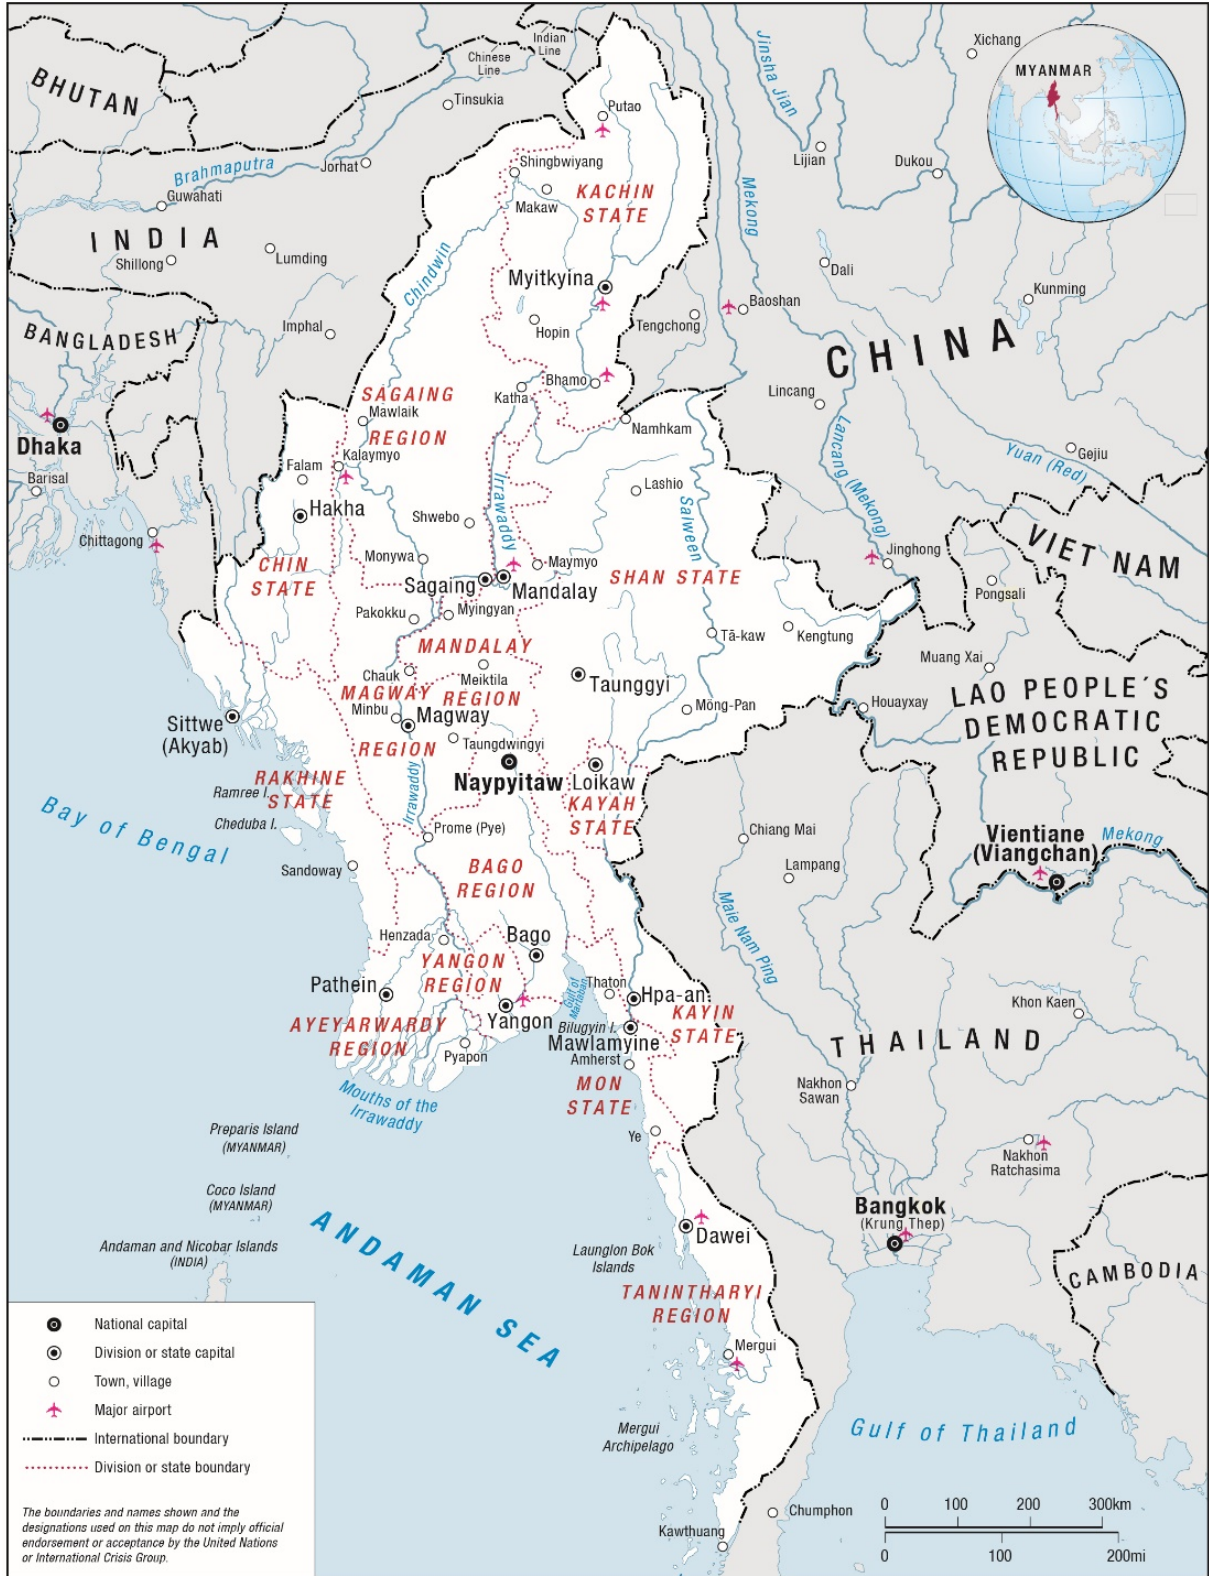 Indian
Line
Chinese
Line
Xichang
MYANMAR
BHUTAN
Tinsukia
Putao
Jinsha Jian
Lijian
Dukou
Brahmaputra
Jorhat
Shingbwiyang
Guwahati
Makaw
KACHIN
STATE
Mekong
INDIA
Shillong
Lumding
Chindwin
Myitkyina
Dali
Kunming
Baoshan
Tengchong
BANGLADESH
Imphal
Hopin
CHINA
Bhamo
Katha
Lincang
SAGAING
REGION
Mawlaik
Namhkam
Dhaka
Lancang (Mekong)
Yuan (Red)
Gejiu
Barisal
Falam
Kalaymyo
Irrawaddy
Lashio
Salween
Hakha
Shwebo
Chittagong
Monywa
Maymyo
Jinghong
VIET NAM
CHIN
STATE
Sagaing
Mandalay
SHAN STATE
Pongsali
Pakokku
Myingyan
Tā-kaw
Kengtung
MANDALAY
REGION
Muang Xai
Chauk
Meiktila
Taunggyi
MAGWAY
REGION
Minbu
Magway
Möng-Pan
Houayxay
LAO PEOPLE´S
DEMOCRATIC
REPUBLIC
Sittwe
(Akyab)
Taungdwingyi
Naypyitaw
Loikaw
RAKHINE
STATE
Ramree I.
Irrawaddy
KAYAH
STATE
Bay of Bengal
Cheduba I.
Prome (Pye)
Chiang Mai
Vientiane
(Viangchan)
Mekong
Sandoway
BAGO
REGION
Lampang
Maie Nam Ping
Henzada
Bago
YANGON
REGION
Pathein
Gulf of
Martaban
Thaton
Hpa-an
KAYIN
STATE
Khon Kaen
AYEYARWARDY
REGION
Yangon
Bilugyin I.
Mawlamyine
THAILAND
Pyapon
Amherst
MON
STATE
Nakhon
Sawan
Mouths of the
Irrawaddy
Preparis Island
(MYANMAR)
Ye
Nakhon
Ratchasima
Coco Island
(MYANMAR)
Bangkok
(Krung Thep)
ANDAMAN SEA
Dawei
Andaman and Nicobar Islands
(INDIA)
Launglon Bok
Islands
CAMBODIA
TANINTHARYI
REGION
Mergui
Mergui
Archipelago
Gulf of Thailand
Chumphon
Kawthuang
National capital
Division or state capital
Town, village
Major airport
International boundary
Division or state boundary
The boundaries and names shown and the
designations used on this map do not imply official
endorsement or acceptance by the United Nations
or International Crisis Group.
0 100 200 300km
0 100 200mi